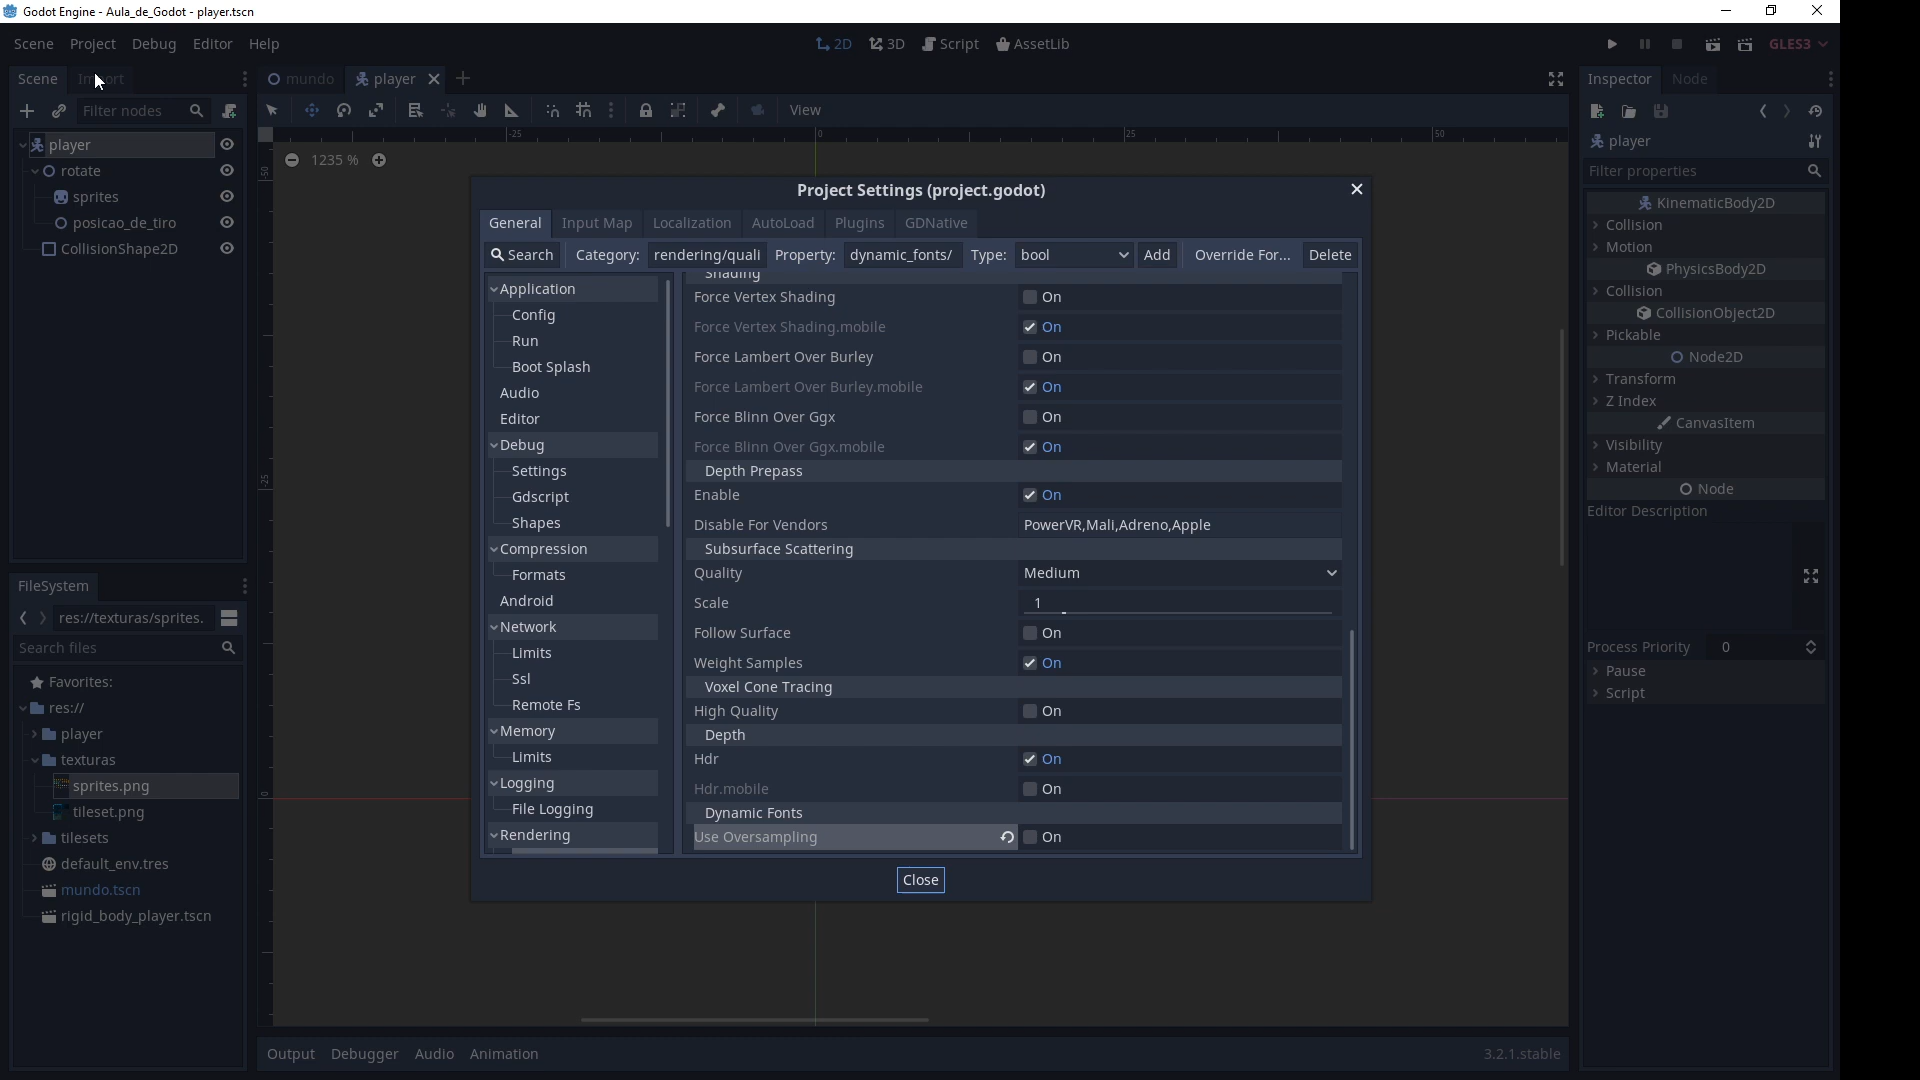 Godot Engine - Aula_de_Godot - player.tscn
Scene Project Debug Editor Help
2D 3D Script AssetLib
GLES3
Scene Import
Filter nodes
player
rotate
sprites
posicao_de_tiro
CollisionShape2D
FileSystem
res://texturas/sprites.
Search files
Favorites:
res://
player
texturas
sprites.png
tileset.png
tilesets
default_env.tres
mundo.tscn
rigid_body_player.tscn
mundo player
View
-25 0 25 50
-50
-25
0
1235 %
Project Settings (project.godot)
General Input Map Localization AutoLoad Plugins GDNative
Search Category: rendering/quali Property: dynamic_fonts/ Type: bool Add Override For... Delete
Application
Config
Run
Boot Splash
Audio
Editor
Debug
Settings
Gdscript
Shapes
Compression
Formats
Android
Network
Limits
Ssl
Remote Fs
Memory
Limits
Logging
File Logging
Rendering
Shading
Force Vertex Shading On
Force Vertex Shading.mobile On
Force Lambert Over Burley On
Force Lambert Over Burley.mobile On
Force Blinn Over Ggx On
Force Blinn Over Ggx.mobile On
Depth Prepass
Enable On
Disable For Vendors PowerVR,Mali,Adreno,Apple
Subsurface Scattering
Quality Medium
Scale 1
Follow Surface On
Weight Samples On
Voxel Cone Tracing
High Quality On
Depth
Hdr On
Hdr.mobile On
Dynamic Fonts
Use Oversampling On
Close
Output Debugger Audio Animation
3.2.1.stable
Inspector Node
player
Filter properties
KinematicBody2D
Collision
Motion
PhysicsBody2D
Collision
CollisionObject2D
Pickable
Node2D
Transform
Z Index
CanvasItem
Visibility
Material
Node
Editor Description
Process Priority 0
Pause
Script